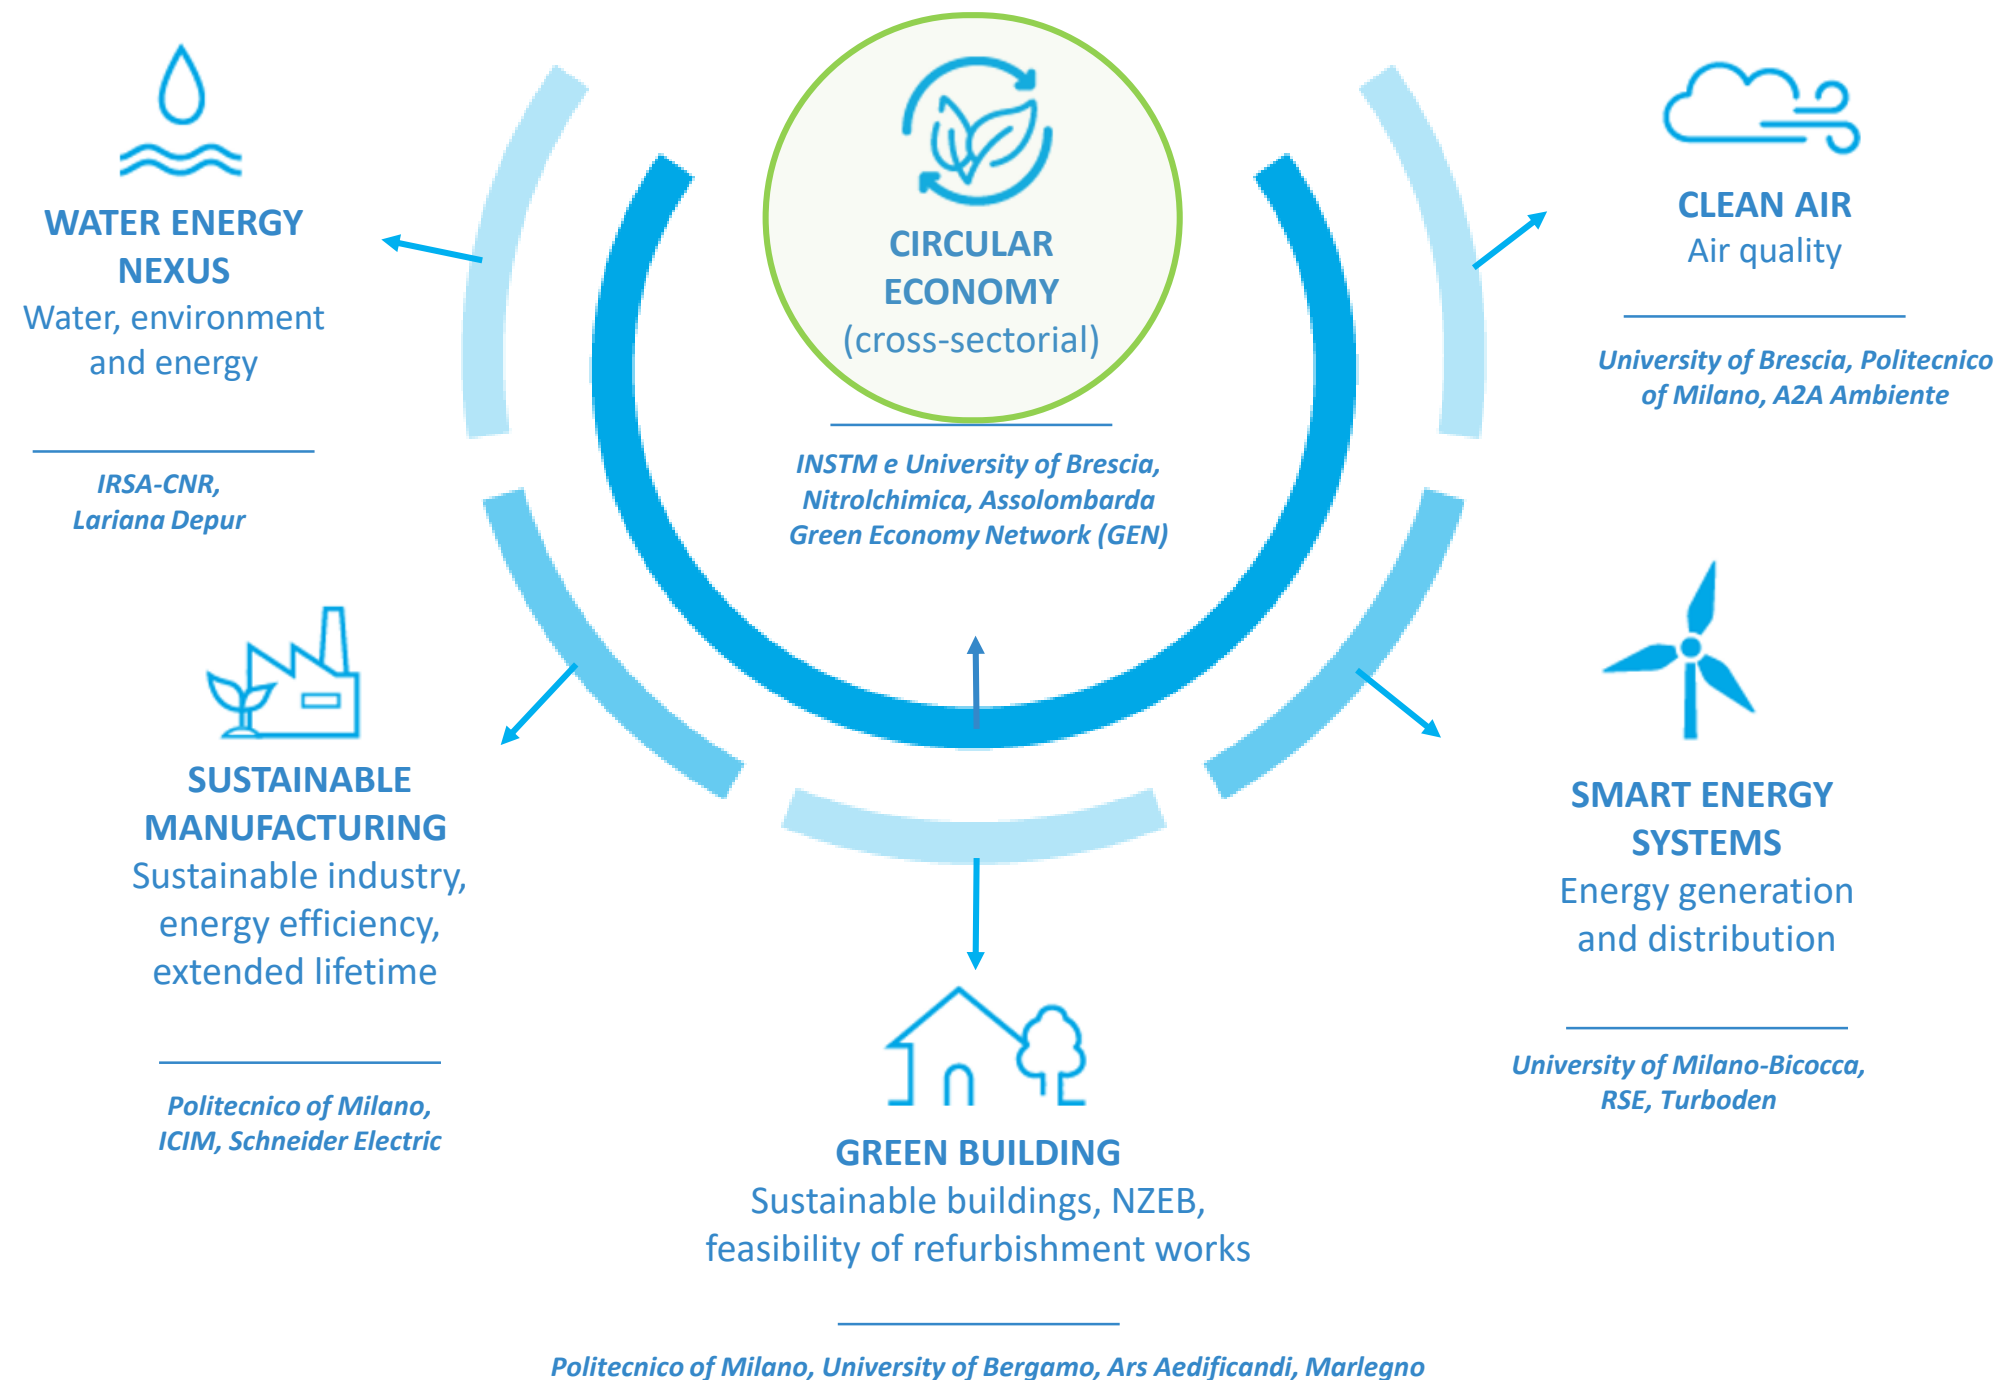 WATER ENERGY
NEXUS
Water, environment
and energy
IRSA-CNR,
Lariana Depur
CIRCULAR
ECONOMY
(cross-sectorial)
INSTM e University of Brescia,
Nitrolchimica, Assolombarda
Green Economy Network (GEN)
CLEAN AIR
Air quality
University of Brescia, Politecnico
of Milano, A2A Ambiente
SUSTAINABLE
MANUFACTURING
Sustainable industry,
energy efficiency,
extended lifetime
Politecnico of Milano,
ICIM, Schneider Electric
SMART ENERGY
SYSTEMS
Energy generation
and distribution
University of Milano-Bicocca,
RSE, Turboden
GREEN BUILDING
Sustainable buildings, NZEB,
feasibility of refurbishment works
Politecnico of Milano, University of Bergamo, Ars Aedificandi, Marlegno